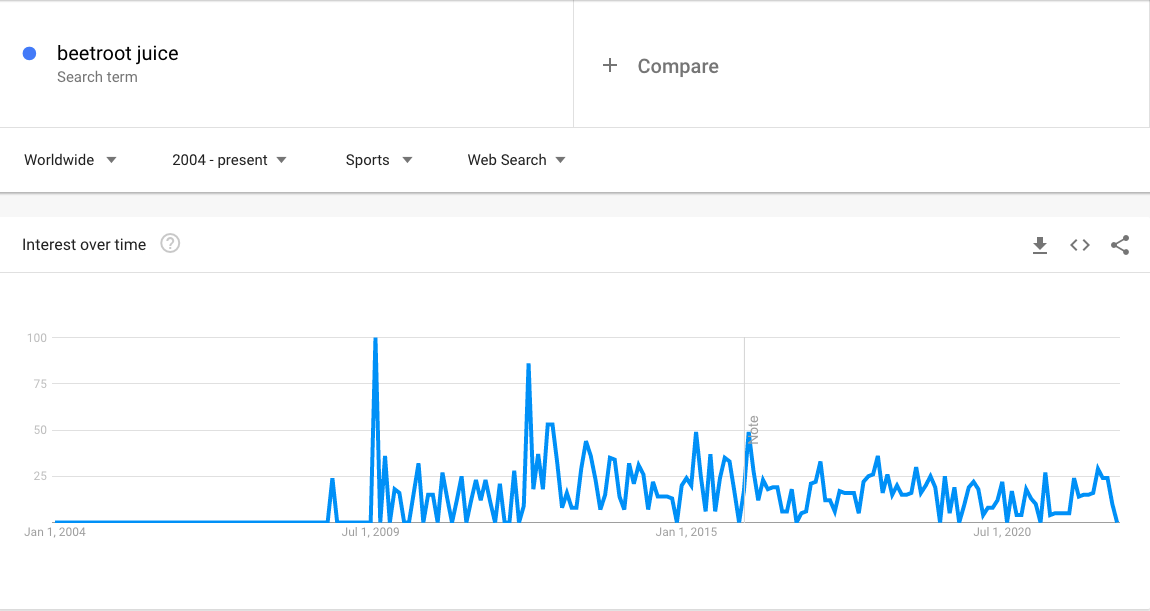 beetroot juice
Search term
+ Compare
Worldwide
2004 - present
Sports
Web Search
Interest over time
?
100
75
50
25
Note
Jan 1, 2004
Jul 1, 2009
Jan 1, 2015
Jul 1, 2020